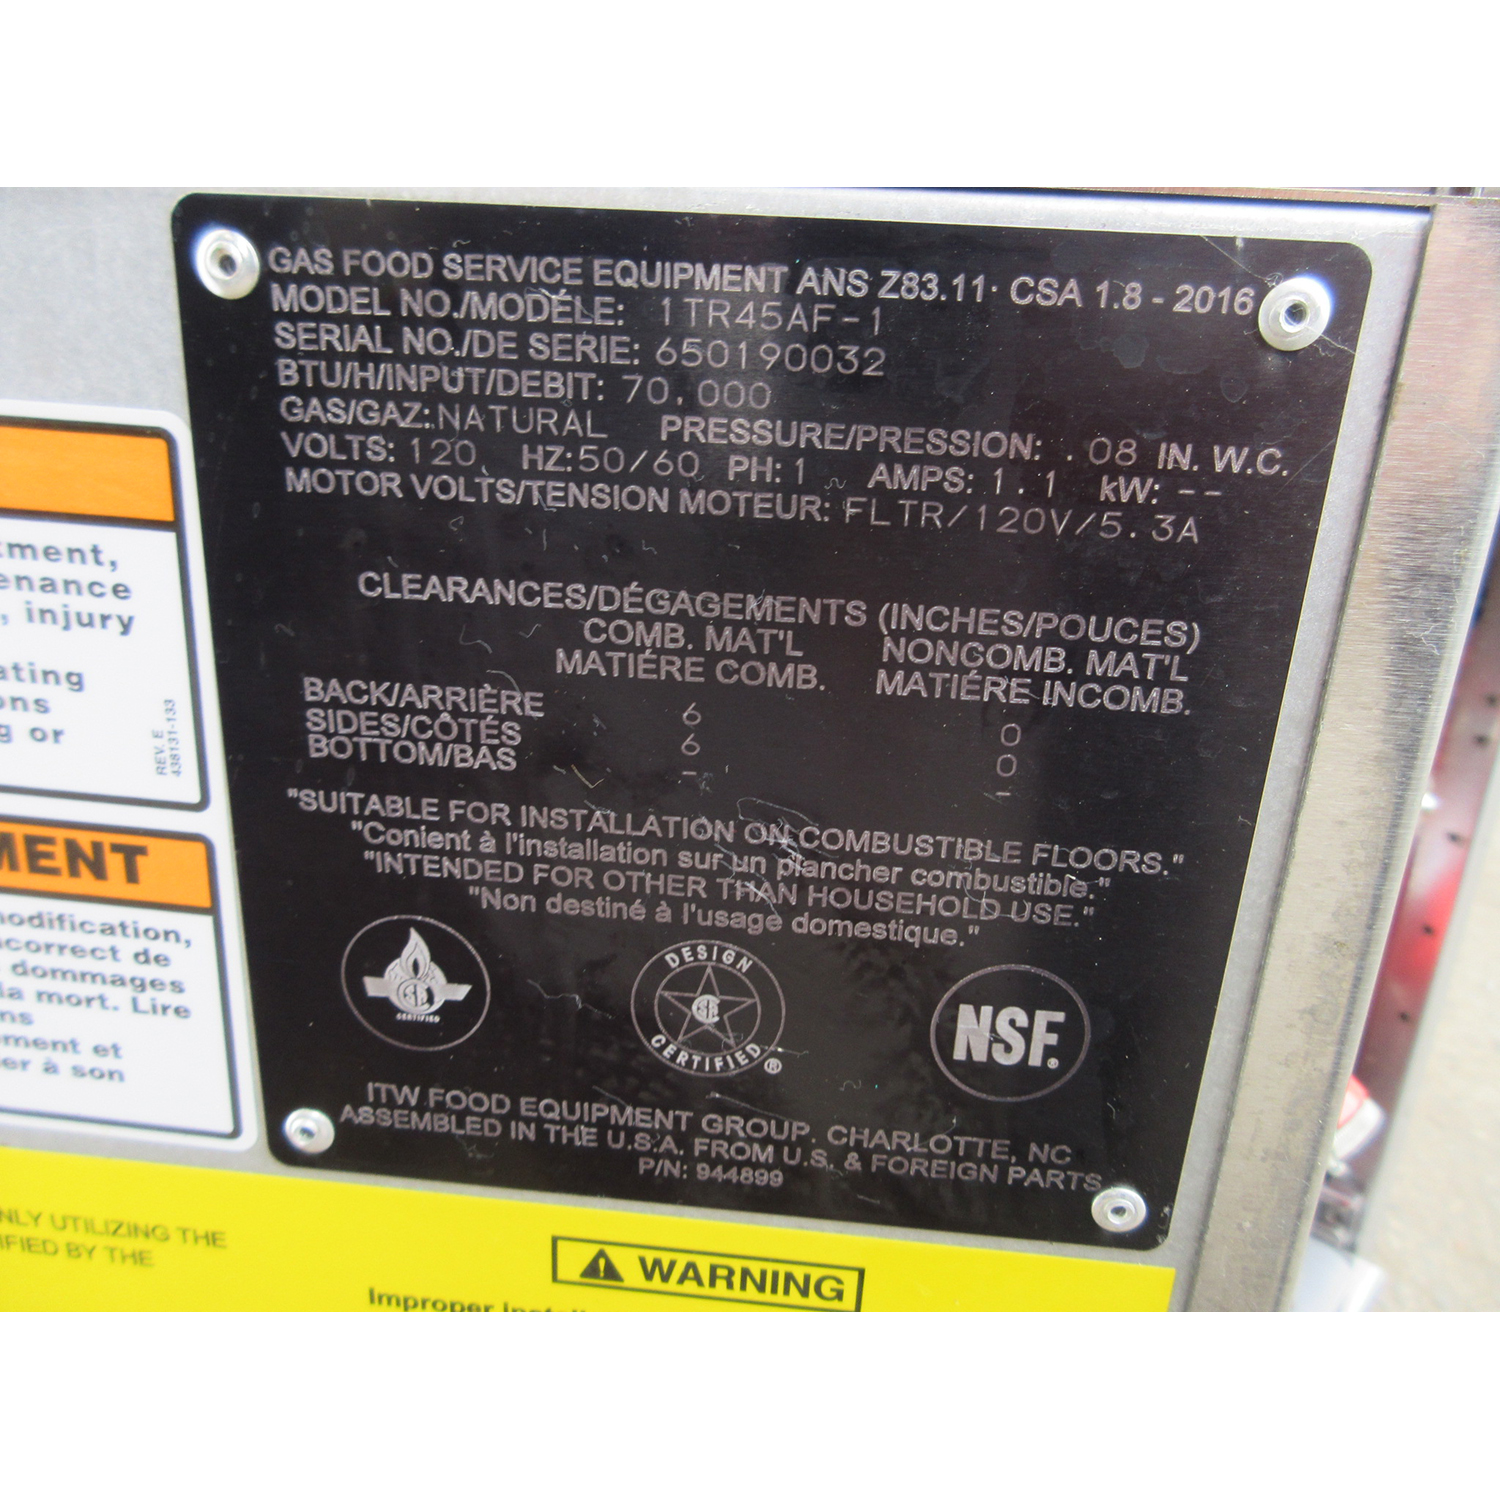 GAS FOOD SERVICE EQUIPMENT ANS Z83.11· CSA 1.8 - 2016
MODEL NO./MODÉLE: 1TR45AF-1
SERIAL NO./DE SERIE: 650190032
BTU/H/INPUT/DEBIT: 70,000
GAS/GAZ: NATURAL PRESSURE/PRESSION: .08 IN. W.C.
VOLTS: 120 HZ: 50/60 PH: 1 AMPS: 1.1 kW: --
MOTOR VOLTS/TENSION MOTEUR: FLTR/120V/5.3A
CLEARANCES/DÉGAGEMENTS (INCHES/POUCES)
COMB. MAT'L NONCOMB. MAT'L
MATIÉRE COMB. MATIÉRE INCOMB.
BACK/ARRIÈRE 6 0
SIDES/CÔTÉS 6 0
BOTTOM/BAS - -
"SUITABLE FOR INSTALLATION ON COMBUSTIBLE FLOORS."
"Conient à l'installation sur un plancher combustible."
"INTENDED FOR OTHER THAN HOUSEHOLD USE."
"Non destiné à l'usage domestique."
CERTIFIED
DESIGN
CERTIFIED ®
NSF.®
ITW FOOD EQUIPMENT GROUP. CHARLOTTE, NC
ASSEMBLED IN THE U.S.A. FROM U.S. & FOREIGN PARTS
P/N: 944899
ment,
enance
, injury
ating
ons
g or
REV. E
438131-133
MENT
odification,
correct de
dommages
la mort. Lire
ns
ment et
er à son
NLY UTILIZING THE
IFIED BY THE
WARNING
Improper